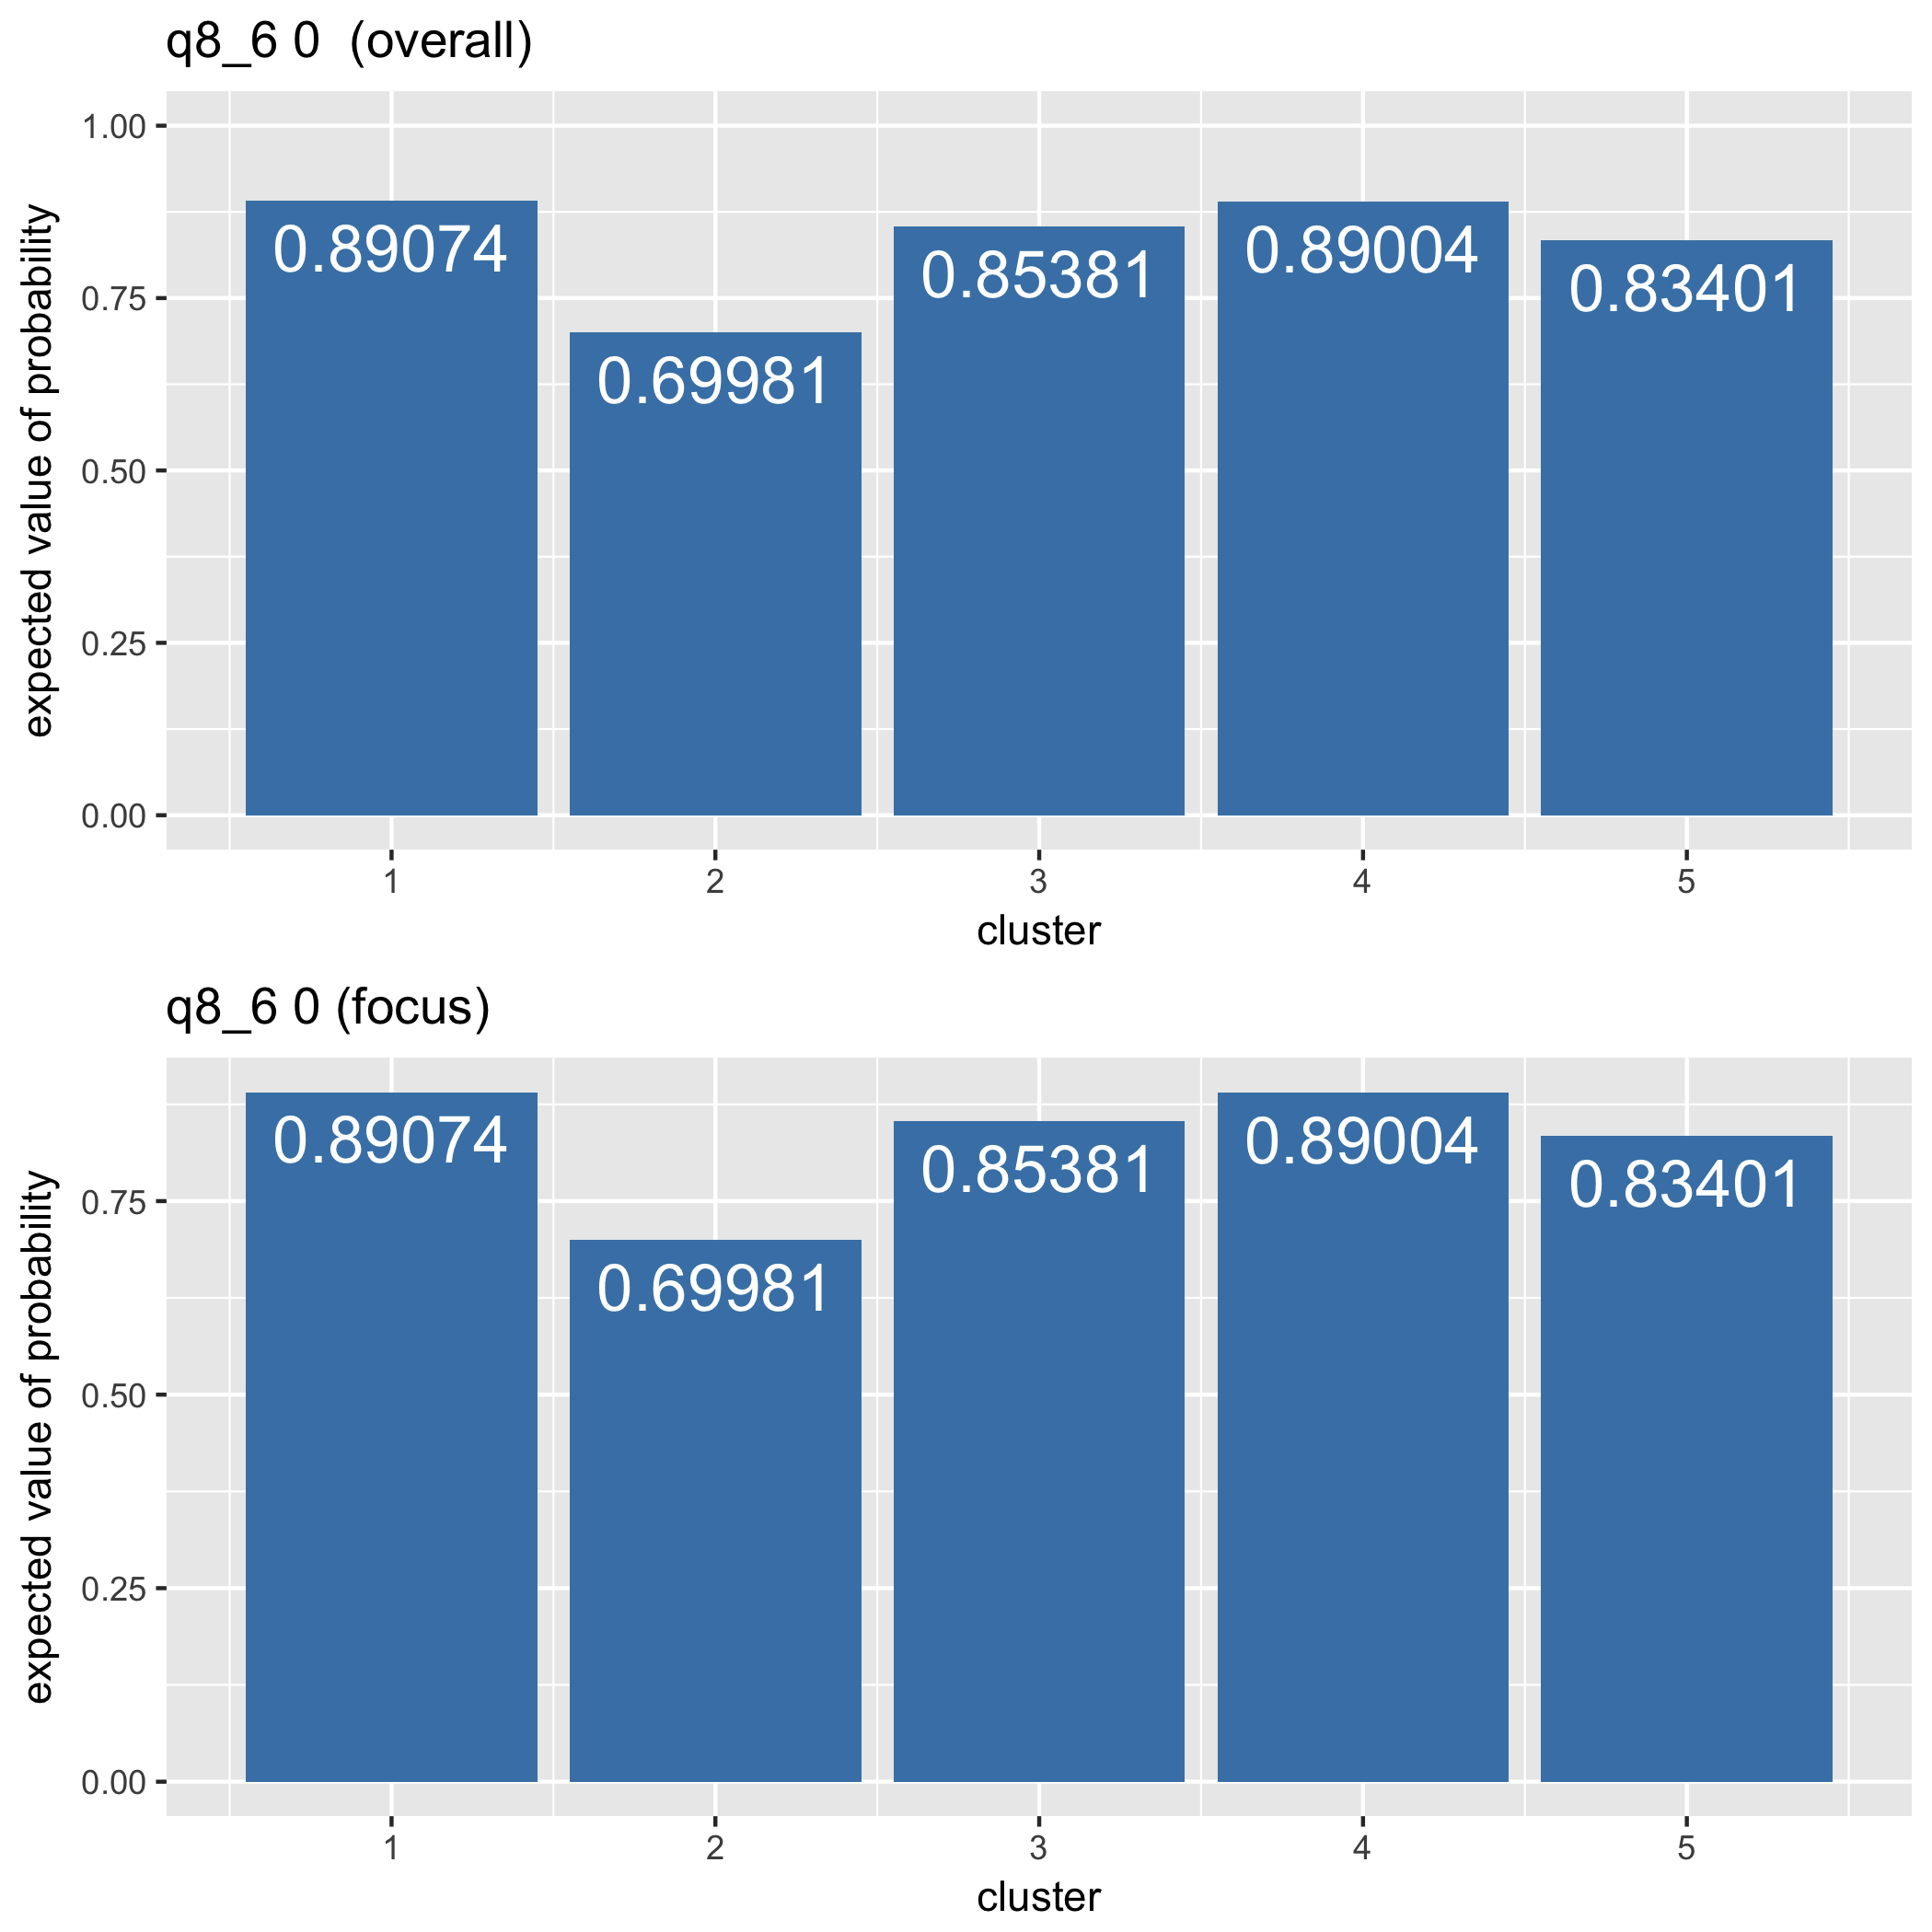 q8_6 0  (overall)
expected value of probability
1.00
0.75
0.50
0.25
0.00
0.89074
0.69981
0.85381
0.89004
0.83401
1 2 3 4 5
cluster
q8_6 0 (focus)
expected value of probability
0.75
0.50
0.25
0.00
0.89074
0.69981
0.85381
0.89004
0.83401
1 2 3 4 5
cluster